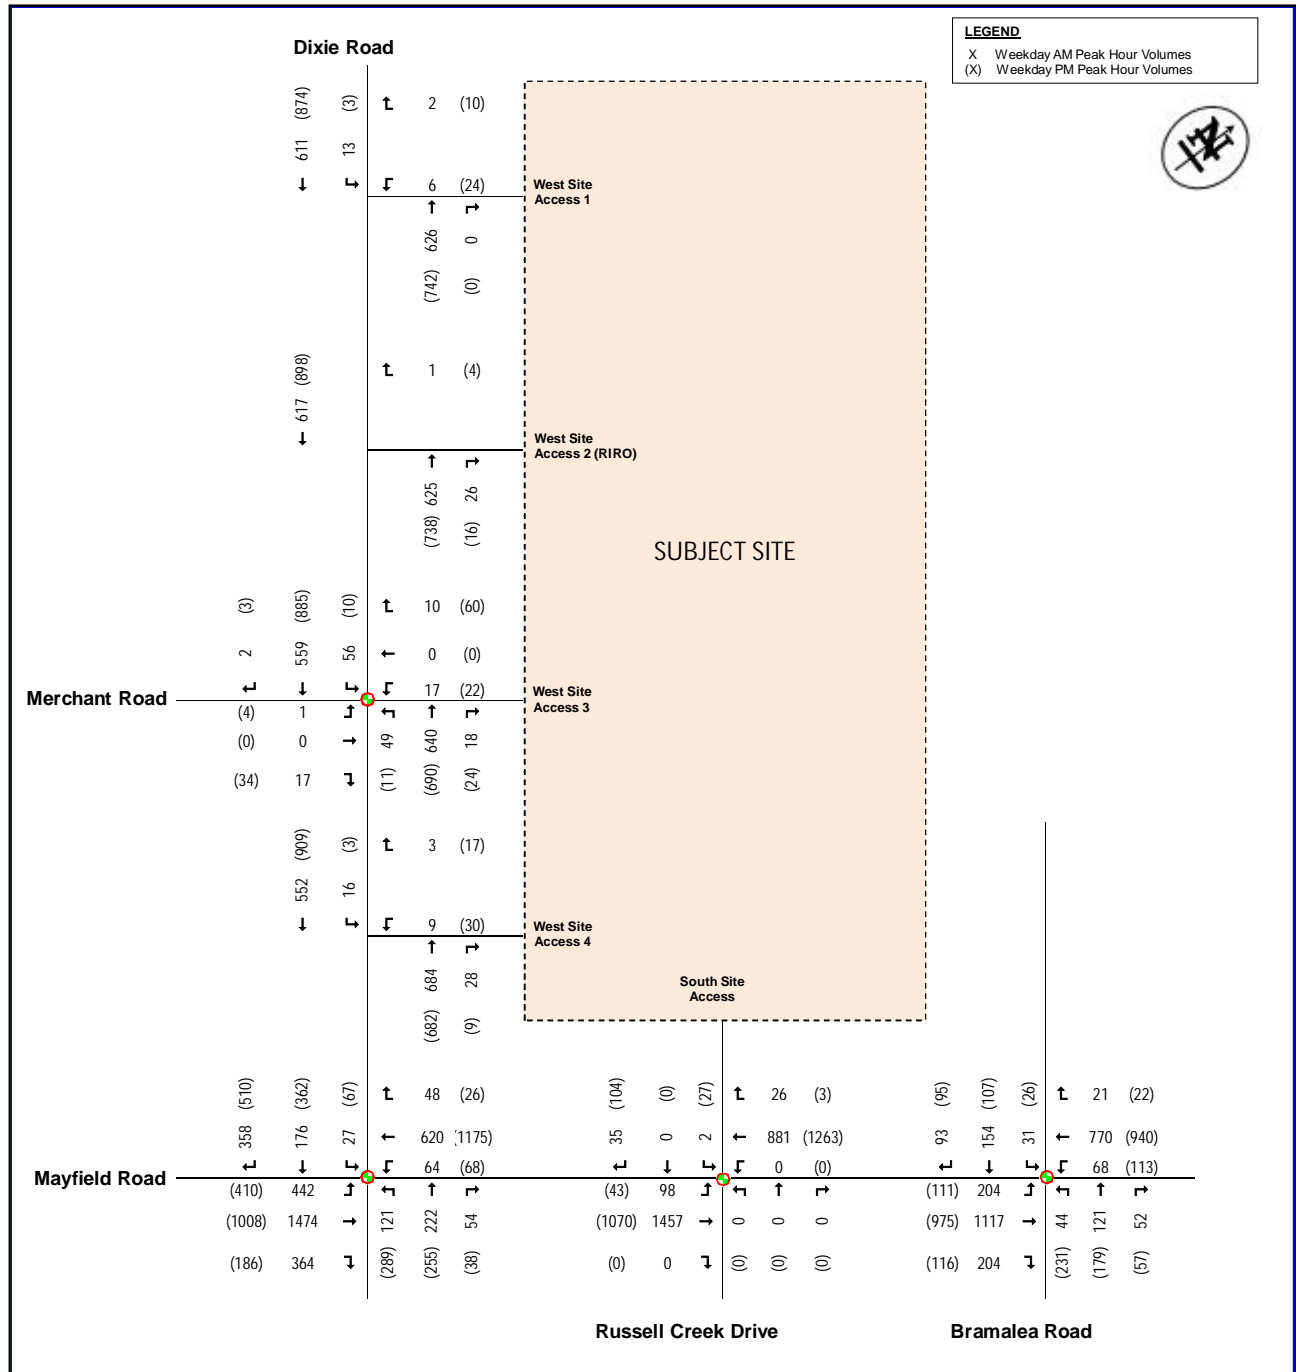 LEGEND
X Weekday AM Peak Hour Volumes
(X) Weekday PM Peak Hour Volumes
Dixie Road
(874) (3) 2 (10)
611 13
6 (24)
West Site
Access 1
626 0
(742) (0)
(898) 1 (4)
617
West Site
Access 2 (RIRO)
625 26
(738) (16)
SUBJECT SITE
(3) (885) (10) 10 (60)
2 559 56 0 (0)
17 (22)
Merchant Road
West Site
Access 3
(4) 1
(0) 0 49 640 18
(34) 17 (11) (690) (24)
(909) (3) 3 (17)
552 16
9 (30)
West Site
Access 4
684 28
(682) (9)
South Site
Access
(510) (362) (67) 48 (26) (104) (0) (27) 26 (3) (95) (107) (26) 21 (22)
358 176 27 620 (1175) 35 0 2 881 (1263) 93 154 31 770 (940)
64 (68) 0 (0) 68 (113)
Mayfield Road
(410) 442 (43) 98 (111) 204
(1008) 1474 121 222 54 (1070) 1457 0 0 0 (975) 1117 44 121 52
(186) 364 (289) (255) (38) (0) 0 (0) (0) (0) (116) 204 (231) (179) (57)
Russell Creek Drive
Bramalea Road